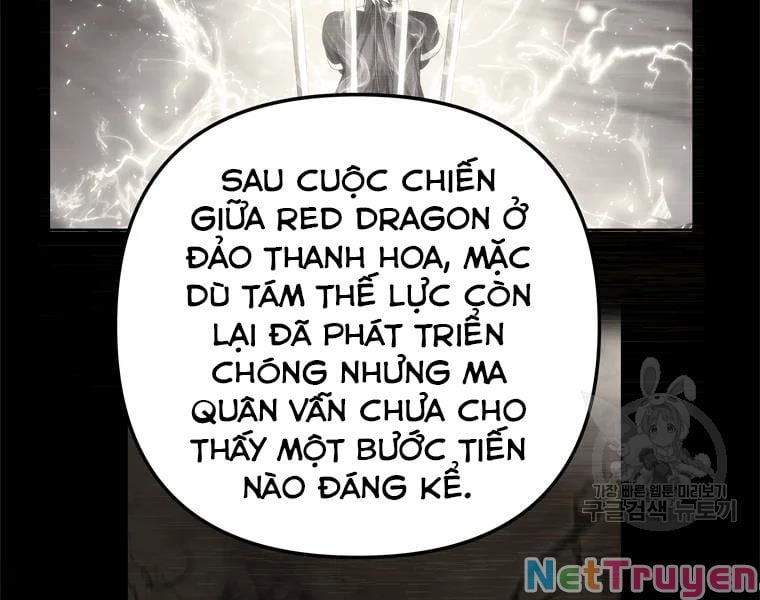 SAU CUỘC CHIẾN
GIỮA RED DRAGON Ở
ĐẢO THANH HOA, MẶC
DÙ TÁM THẾ LỰC CÒN
LẠI ĐÃ PHÁT TRIỂN
CHÓNG NHƯNG MA
QUÂN VẪN CHƯA CHO
THẤY MỘT BƯỚC TIẾN
NÀO ĐÁNG KỂ.
가장 빠른 웹툰 미리보기
구글검색 뉴토끼
NetTruyen